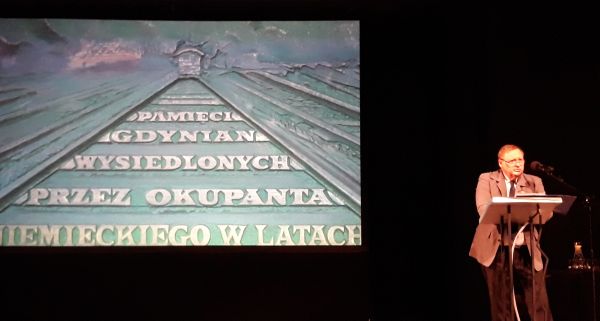 PAMIĘCI
GDYNIAN
WYSIEDLONYCH
PRZEZ OKUPANTA
NIEMIECKIEGO W LATACH